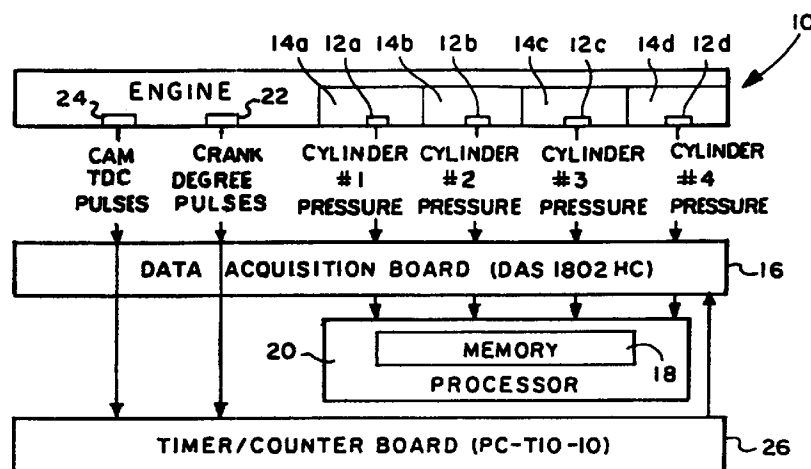 10
14a 12a 14b 12b 14c 12c 14d 12d
ENGINE
24 22
CAM TDC PULSES
CRANK DEGREE PULSES
CYLINDER #1 PRESSURE
CYLINDER #2 PRESSURE
CYLINDER #3 PRESSURE
CYLINDER #4 PRESSURE
DATA ACQUISITION BOARD (DAS 1802 HC) 16
20 MEMORY 18
PROCESSOR
TIMER/COUNTER BOARD (PC-TIO-10) 26